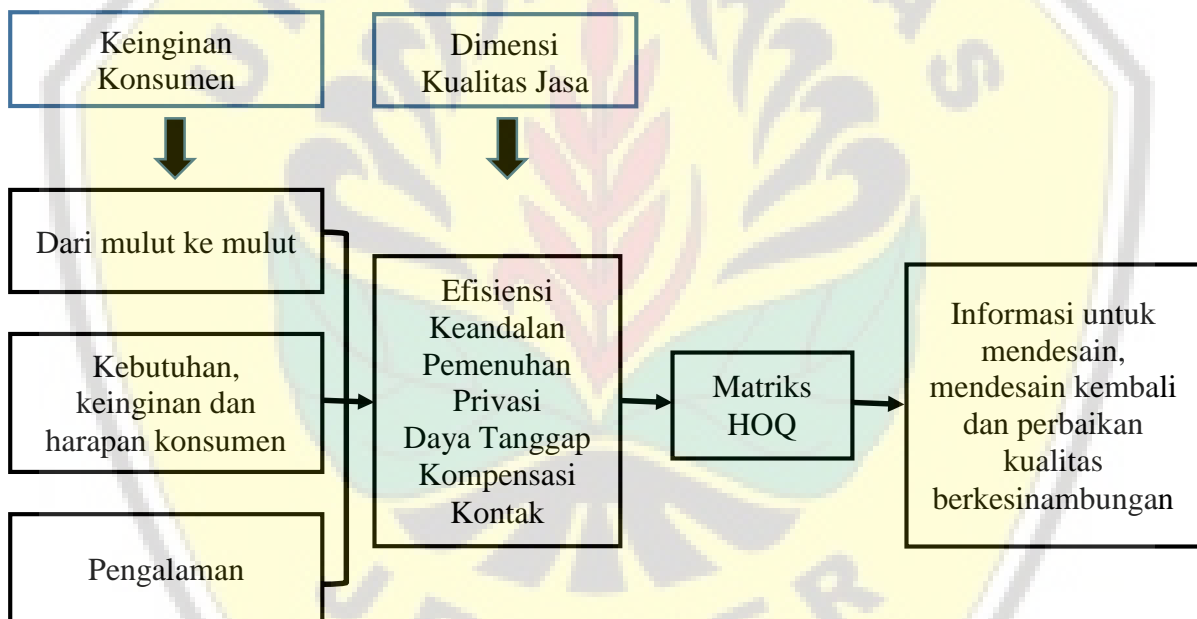 Keinginan
Konsumen
Dimensi
Kualitas Jasa
Dari mulut ke mulut
Kebutuhan,
keinginan dan
harapan konsumen
Pengalaman
Efisiensi
Keandalan
Pemenuhan
Privasi
Daya Tanggap
Kompensasi
Kontak
Matriks
HOQ
Informasi untuk
mendesain,
mendesain kembali
dan perbaikan
kualitas
berkesinambungan